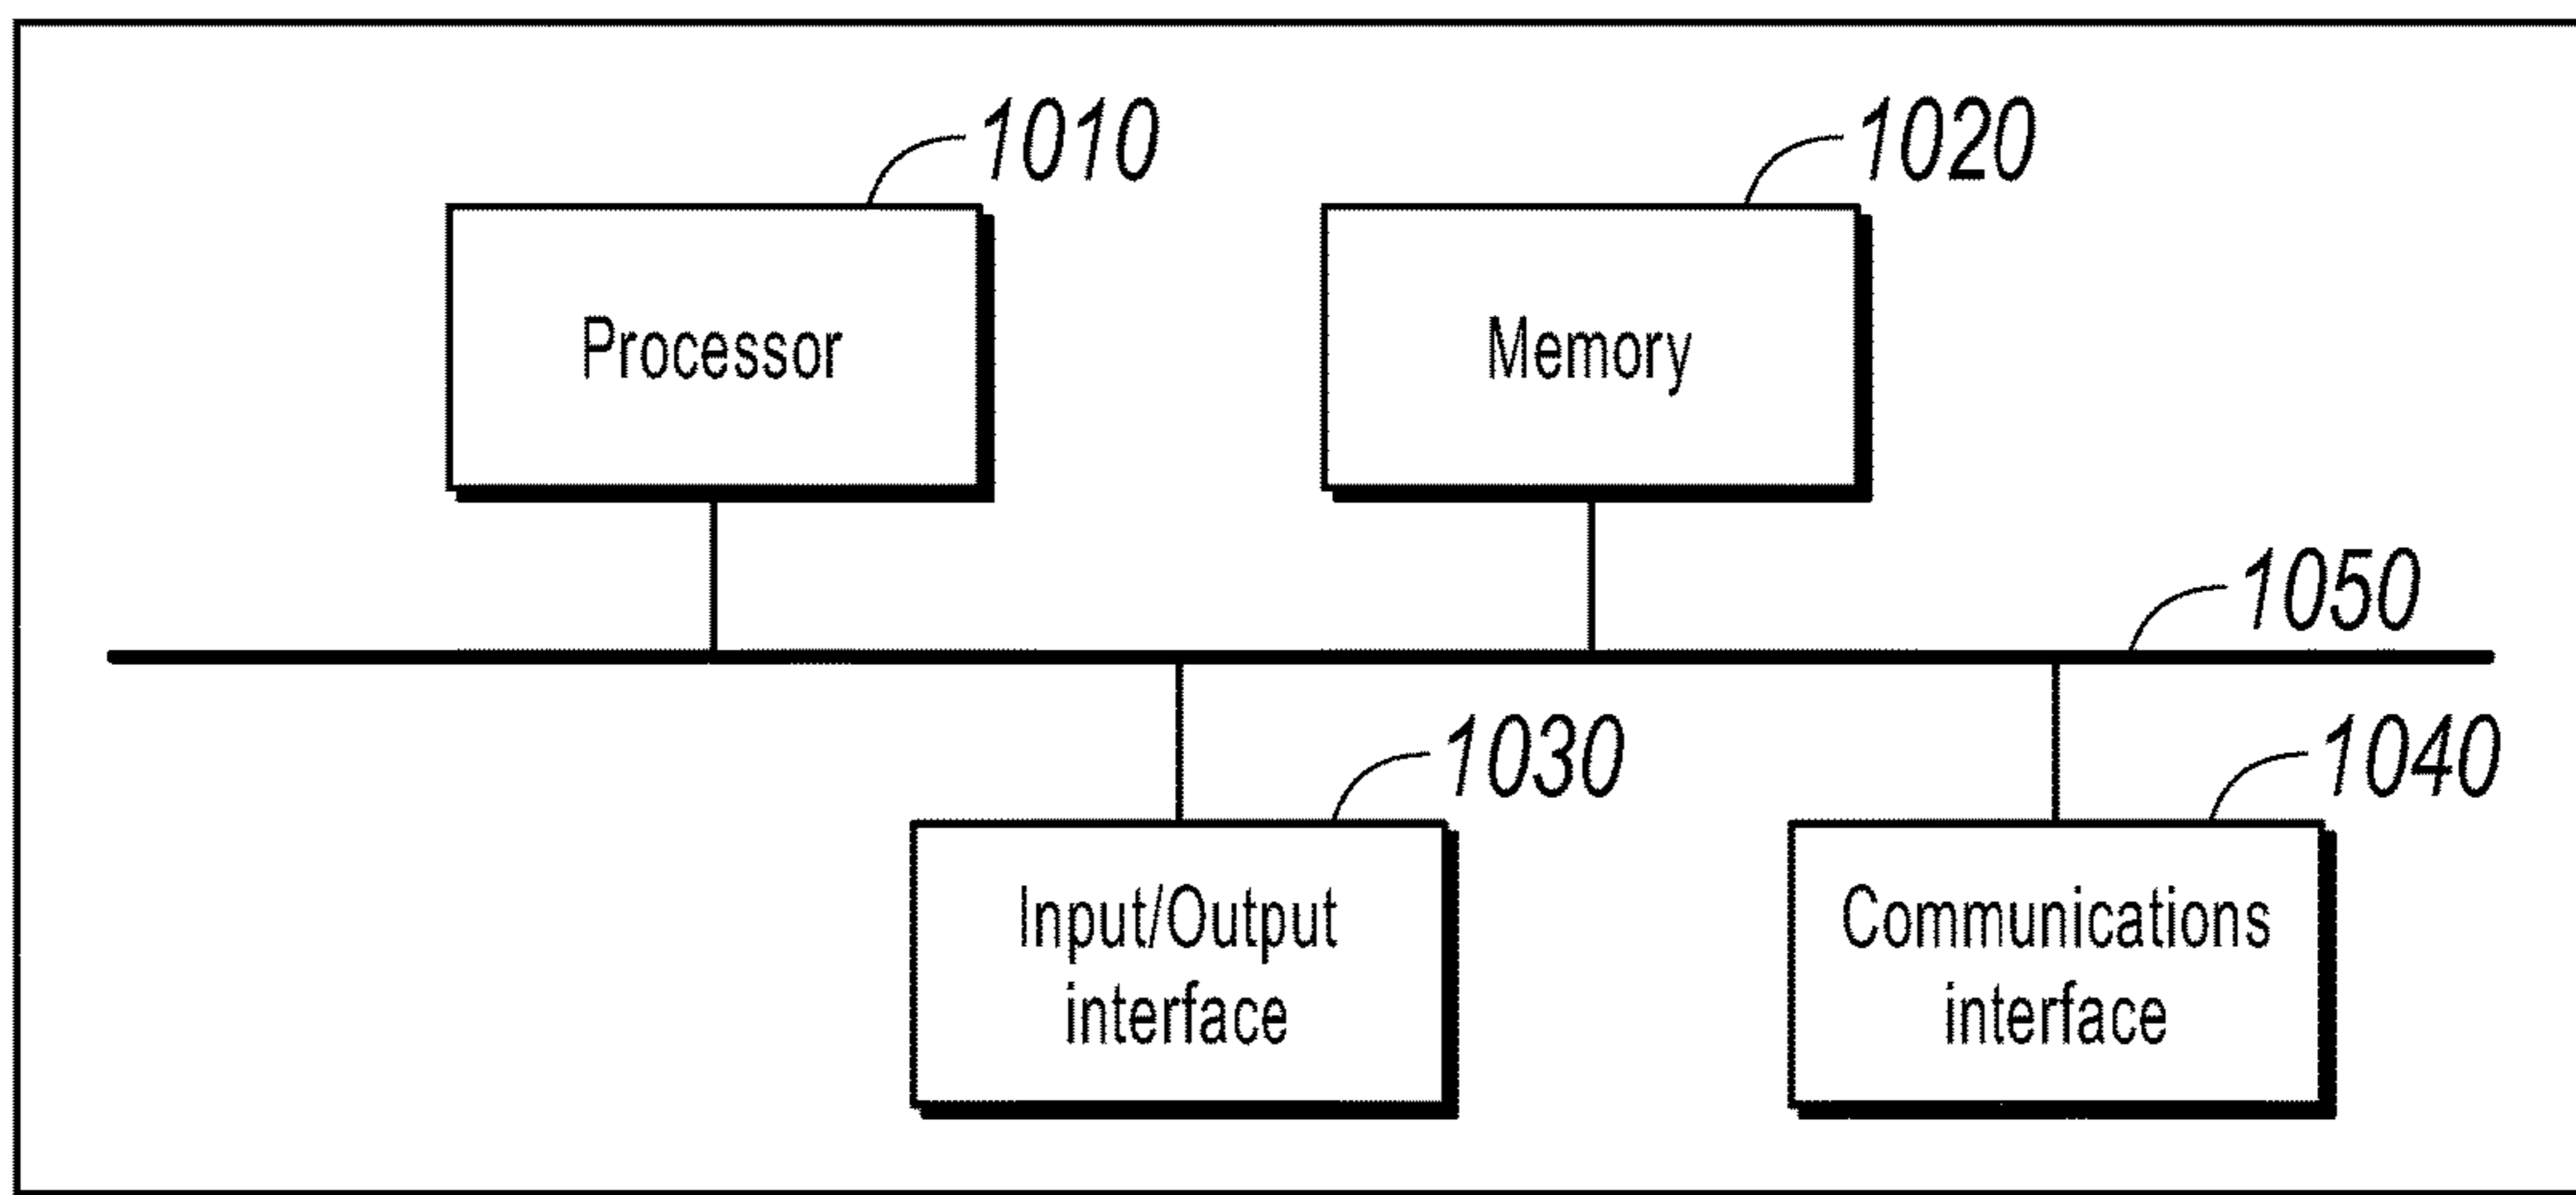 1010
1020
Processor
Memory
1050
1030
1040
Input/Output
interface
Communications
interface